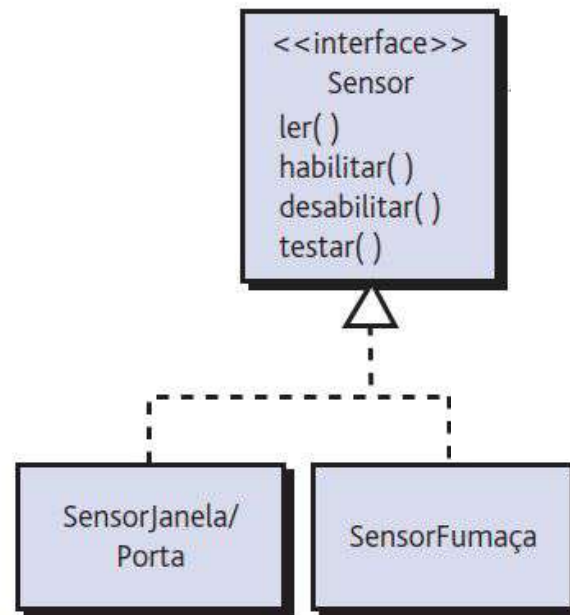 <<interface>>
Sensor
ler( )
habilitar( )
desabilitar( )
testar( )
SensorJanela/
Porta
SensorFumaça